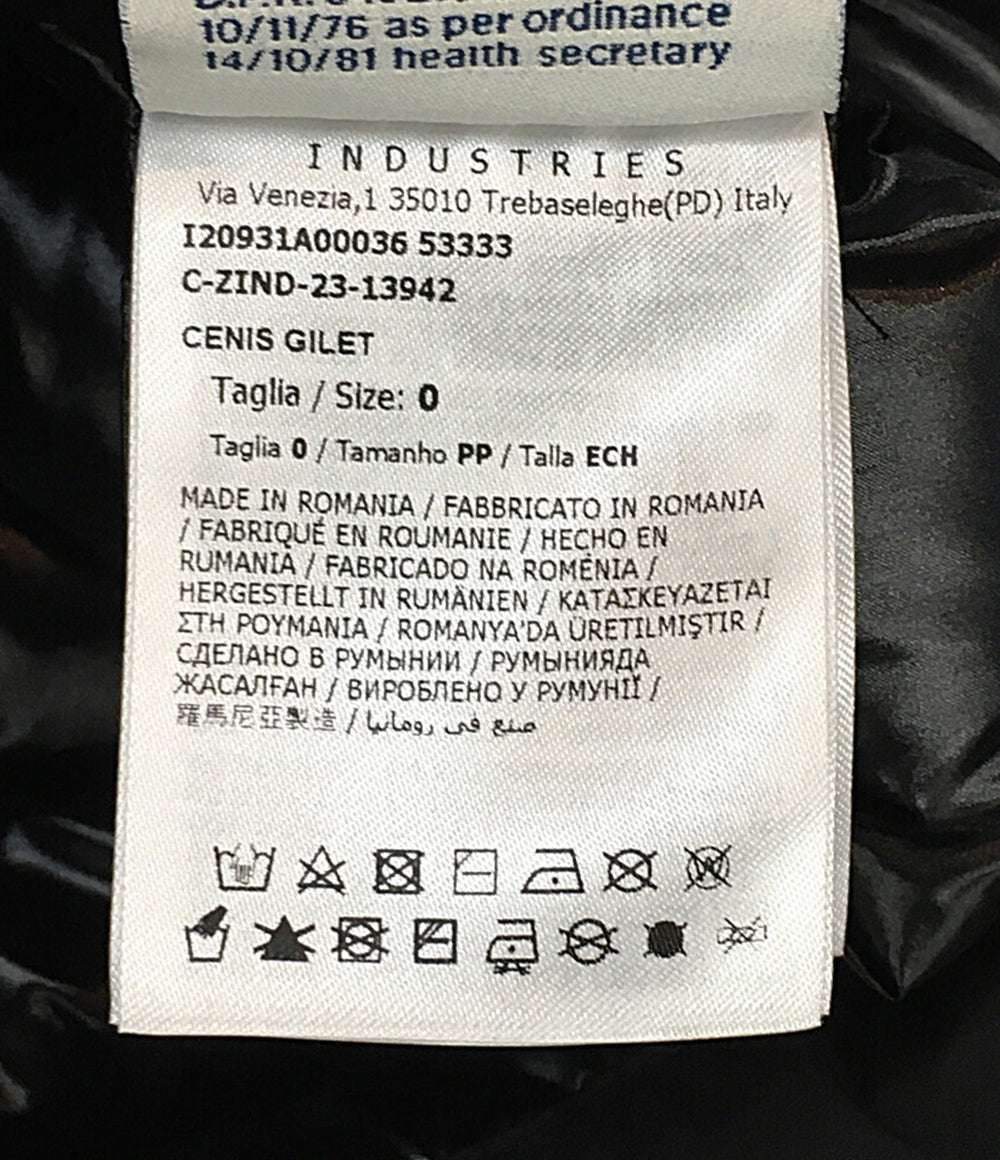 10/11/76 as per ordinance
14/10/81 health secretary
INDUSTRIES
Via Venezia,1 35010 Trebaseleghe(PD) Italy
I20931A00036 53333
C-ZIND-23-13942
CENIS GILET
Taglia / Size: 0
Taglia 0 / Tamanho PP / Talla ECH
MADE IN ROMANIA / FABBRICATO IN ROMANIA
/ FABRIQUÉ EN ROUMANIE / HECHO EN
RUMANIA / FABRICADO NA ROMÉNIA /
HERGESTELLT IN RUMÄNIEN / ΚΑΤΑΣΚΕΥΑΖΕΤΑΙ
ΣΤΗ ΡΟΥΜΑΝΙΑ / ROMANYA'DA ÜRETILMIŞTIR /
СДЕЛАНО В РУМЫНИИ / РУМЫНИЯДА
ЖАСАЛҒАН / ВИРОБЛЕНО У РУМУНІЇ /
羅馬尼亞製造 / صنع في رومانيا